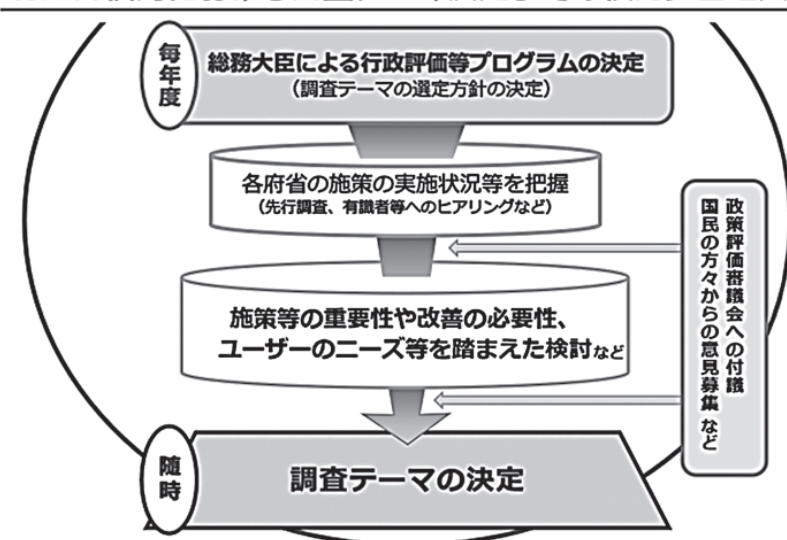 毎年度
総務大臣による行政評価等プログラムの決定
（調査テーマの選定方針の決定）
各府省の施策の実施状況等を把握
（先行調査、有識者等へのヒアリングなど）
施策等の重要性や改善の必要性、
ユーザーのニーズ等を踏まえた検討など
政策評価審議会への付議
国民の方々からの意見募集 など
随時
調査テーマの決定